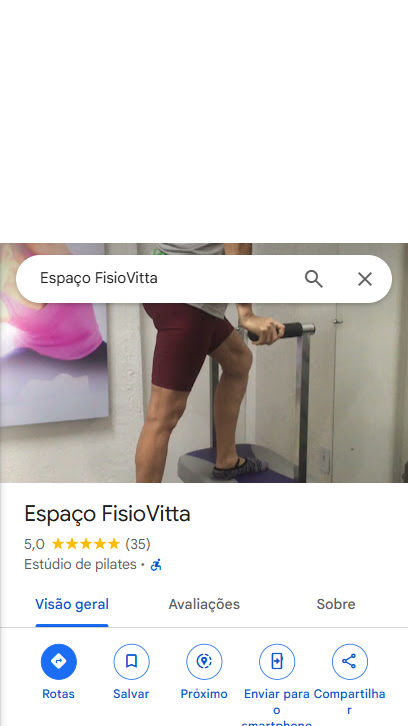 Espaço FisioVitta
Espaço FisioVitta
5,0 (35)
Estúdio de pilates ·
Visão geral Avaliações Sobre
Rotas Salvar Próximo Enviar para o smartphone Compartilhar